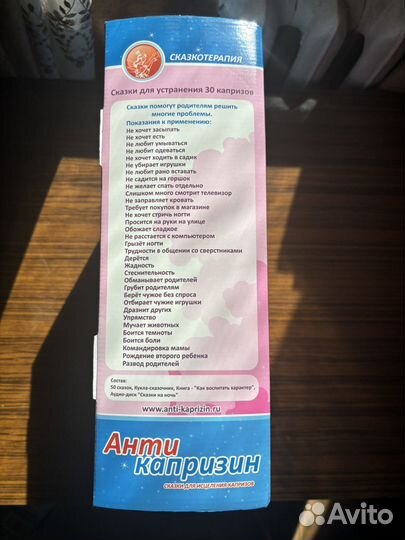 СКАЗКОТЕРАПИЯ
Сказки для устранения 30 капризов
Сказки помогут родителям решить
многие проблемы.
Показания к применению:
Не хочет засыпать
Не хочет есть
Не любит умываться
Не любит одеваться
Не хочет ходить в садик
Не убирает игрушки
Не любит рано вставать
Не садится на горшок
Не желает спать отдельно
Слишком много смотрит телевизор
Не заправляет кровать
Требует покупок в магазине
Не хочет стричь ногти
Просится на руки на улице
Обожает сладкое
Не расстается с компьютером
Грызёт ногти
Трудности в общении со сверстниками
Дерётся
Жадность
Стеснительность
Обманывает родителей
Грубит родителям
Берёт чужое без спроса
Отбирает чужие игрушки
Дразнит других
Упрямство
Мучает животных
Боится темноты
Боится боли
Командировка мамы
Рождение второго ребенка
Развод родителей
Состав:
50 сказок, Кукла-сказочник, Книга - "Как воспитать характер",
Аудио-диск "Сказки на ночь"
www.anti-kaprizin.ru
Анти
капризин
СКАЗКИ ДЛЯ ИСЦЕЛЕНИЯ КАПРИЗОВ
Avito